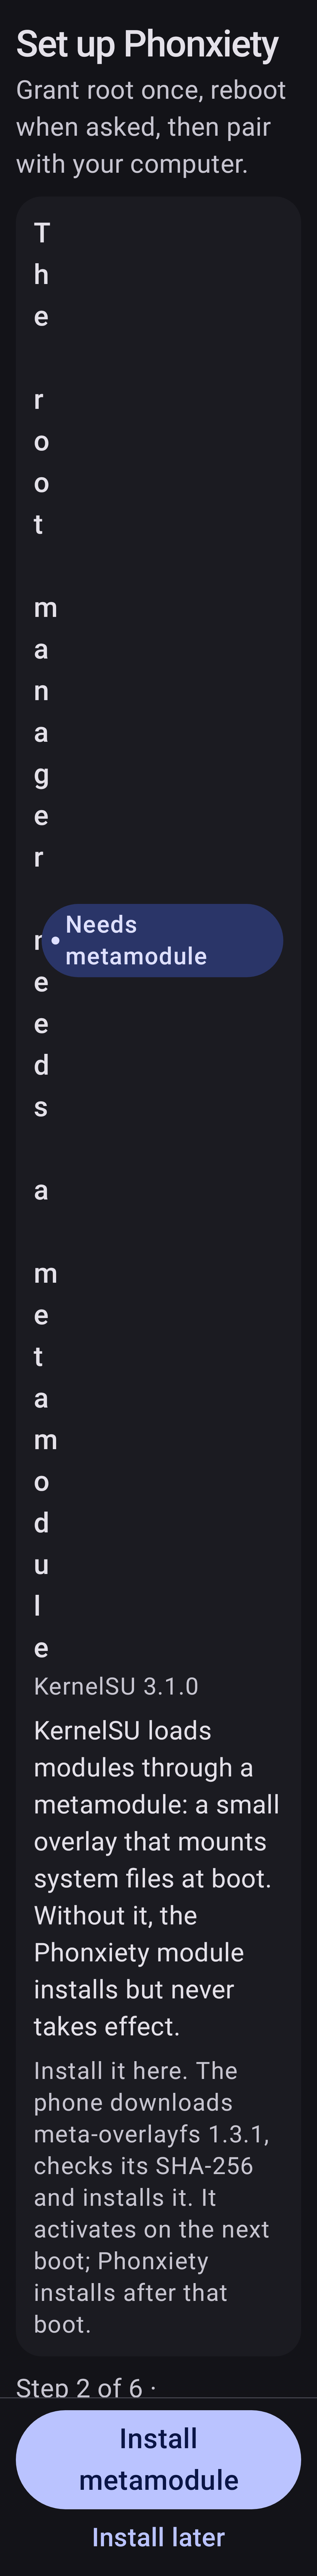 Set up Phonxiety
Grant root once, reboot
when asked, then pair
with your computer.
T
h
e
r
o
o
t
m
a
n
a
g
e
r
n
Needs
metamodule
e
e
d
s
a
m
e
t
a
m
o
d
u
l
e
KernelSU 3.1.0
KernelSU loads
modules through a
metamodule: a small
overlay that mounts
system files at boot.
Without it, the
Phonxiety module
installs but never
takes effect.
Install it here. The
phone downloads
meta-overlayfs 1.3.1,
checks its SHA-256
and installs it. It
activates on the next
boot; Phonxiety
installs after that
boot.
Step 2 of 6 ·
Install
metamodule
Install later